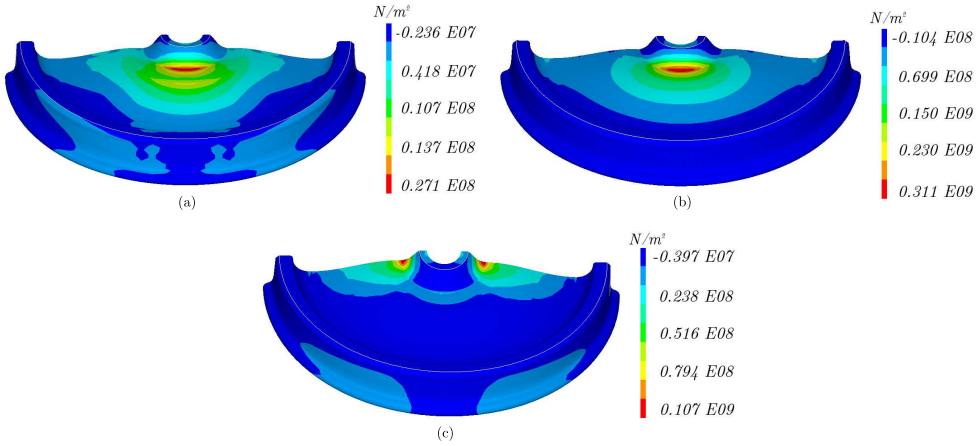 N/m²
-0.236 E07
0.418 E07
0.107 E08
0.137 E08
0.271 E08
(a)
N/m²
-0.104 E08
0.699 E08
0.150 E09
0.230 E09
0.311 E09
(b)
N/m²
-0.397 E07
0.238 E08
0.516 E08
0.794 E08
0.107 E09
(c)